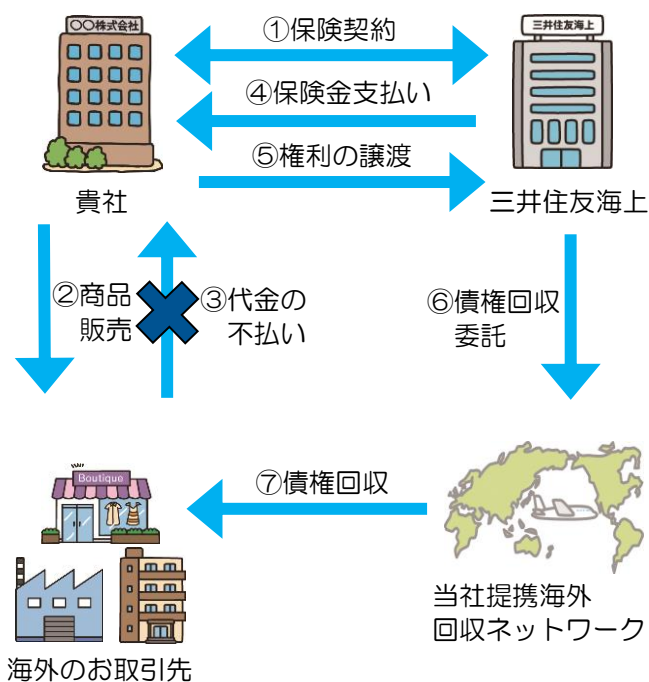 〇〇株式会社
①保険契約
三井住友海上
④保険金支払い
⑤権利の譲渡
貴社
三井住友海上
②商品
販売
③代金の
不払い
⑥債権回収
委託
Boutique
⑦債権回収
当社提携海外
回収ネットワーク
海外のお取引先